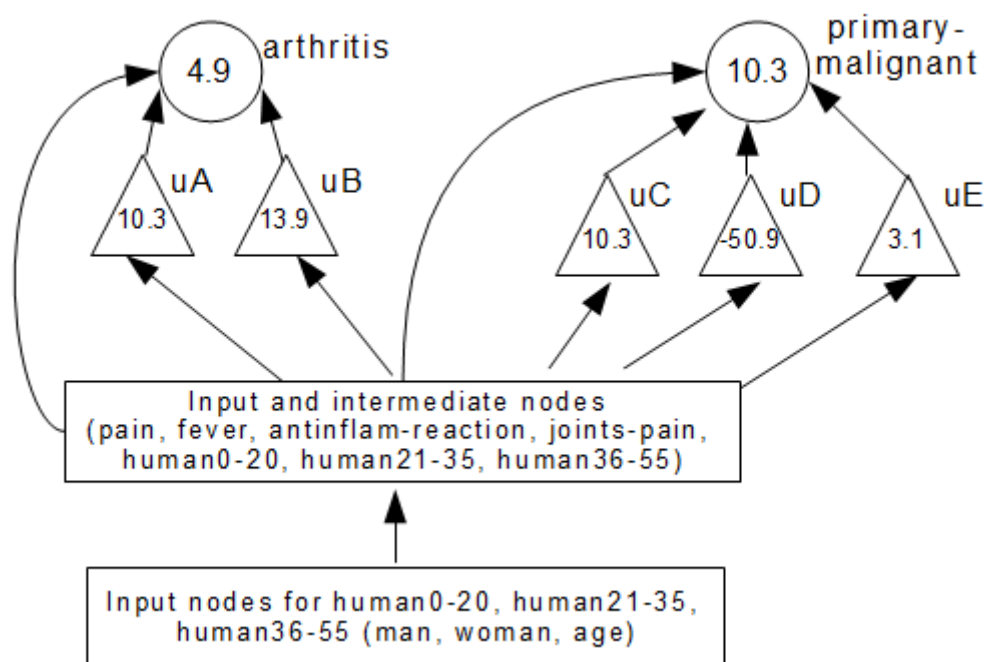 arthritis
4.9
primary-
malignant
10.3
uA
10.3
uB
13.9
uC
10.3
uD
-50.9
uE
3.1
Input and intermediate nodes
(pain, fever, antinflam-reaction, joints-pain,
human0-20, human21-35, human36-55)
Input nodes for human0-20, human21-35,
human36-55 (man, woman, age)